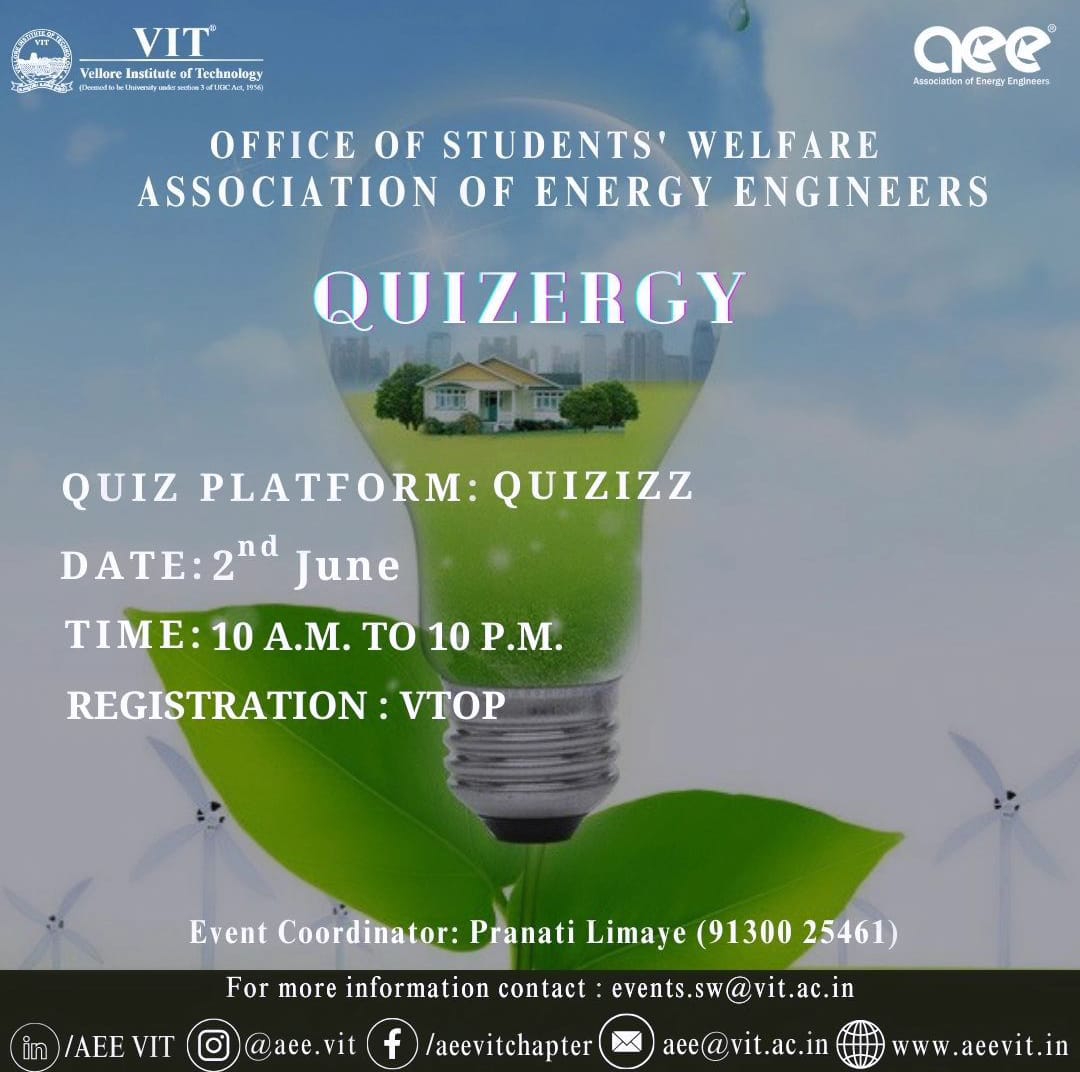 VIT®
Vellore Institute of Technology
(Deemed to be University under section 3 of UGC Act, 1956)
VIT
aee®
Association of Energy Engineers
OFFICE OF STUDENTS' WELFARE
ASSOCIATION OF ENERGY ENGINEERS
QUIZERGY
QUIZ PLATFORM: QUIZIZZ
DATE: 2nd June
TIME: 10 A.M. TO 10 P.M.
REGISTRATION : VTOP
Event Coordinator: Pranati Limaye (91300 25461)
For more information contact : events.sw@vit.ac.in
in /AEE VIT @aee.vit f /aeevitchapter aee@vit.ac.in www.aeevit.in